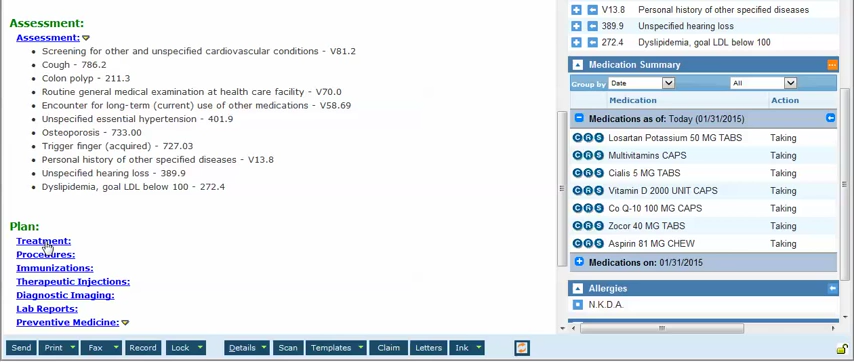 Assessment:
Assessment:
Screening for other and unspecified cardiovascular conditions - V81.2
Cough - 786.2
Colon polyp - 211.3
Routine general medical examination at health care facility - V70.0
Encounter for long-term (current) use of other medications - V58.69
Unspecified essential hypertension - 401.9
Osteoporosis - 733.00
Trigger finger (acquired) - 727.03
Personal history of other specified diseases - V13.8
Unspecified hearing loss - 389.9
Dyslipidemia, goal LDL below 100 - 272.4
Plan:
Treatment:
Procedures:
Immunizations:
Therapeutic Injections:
Diagnostic Imaging:
Lab Reports:
Preventive Medicine:
V13.8 Personal history of other specified diseases
389.9 Unspecified hearing loss
272.4 Dyslipidemia, goal LDL below 100
Medication Summary
Group by Date All
Medication Action
Medications as of: Today (01/31/2015)
C R S Losartan Potassium 50 MG TABS Taking
C R S Multivitamins CAPS Taking
C R S Cialis 5 MG TABS Taking
C R S Vitamin D 2000 UNIT CAPS Taking
C R S Co Q-10 100 MG CAPS Taking
C R S Zocor 40 MG TABS Taking
C R S Aspirin 81 MG CHEW Taking
Medications on: 01/31/2015
Allergies
N.K.D.A.
Send Print Fax Record Lock Details Scan Templates Claim Letters Ink